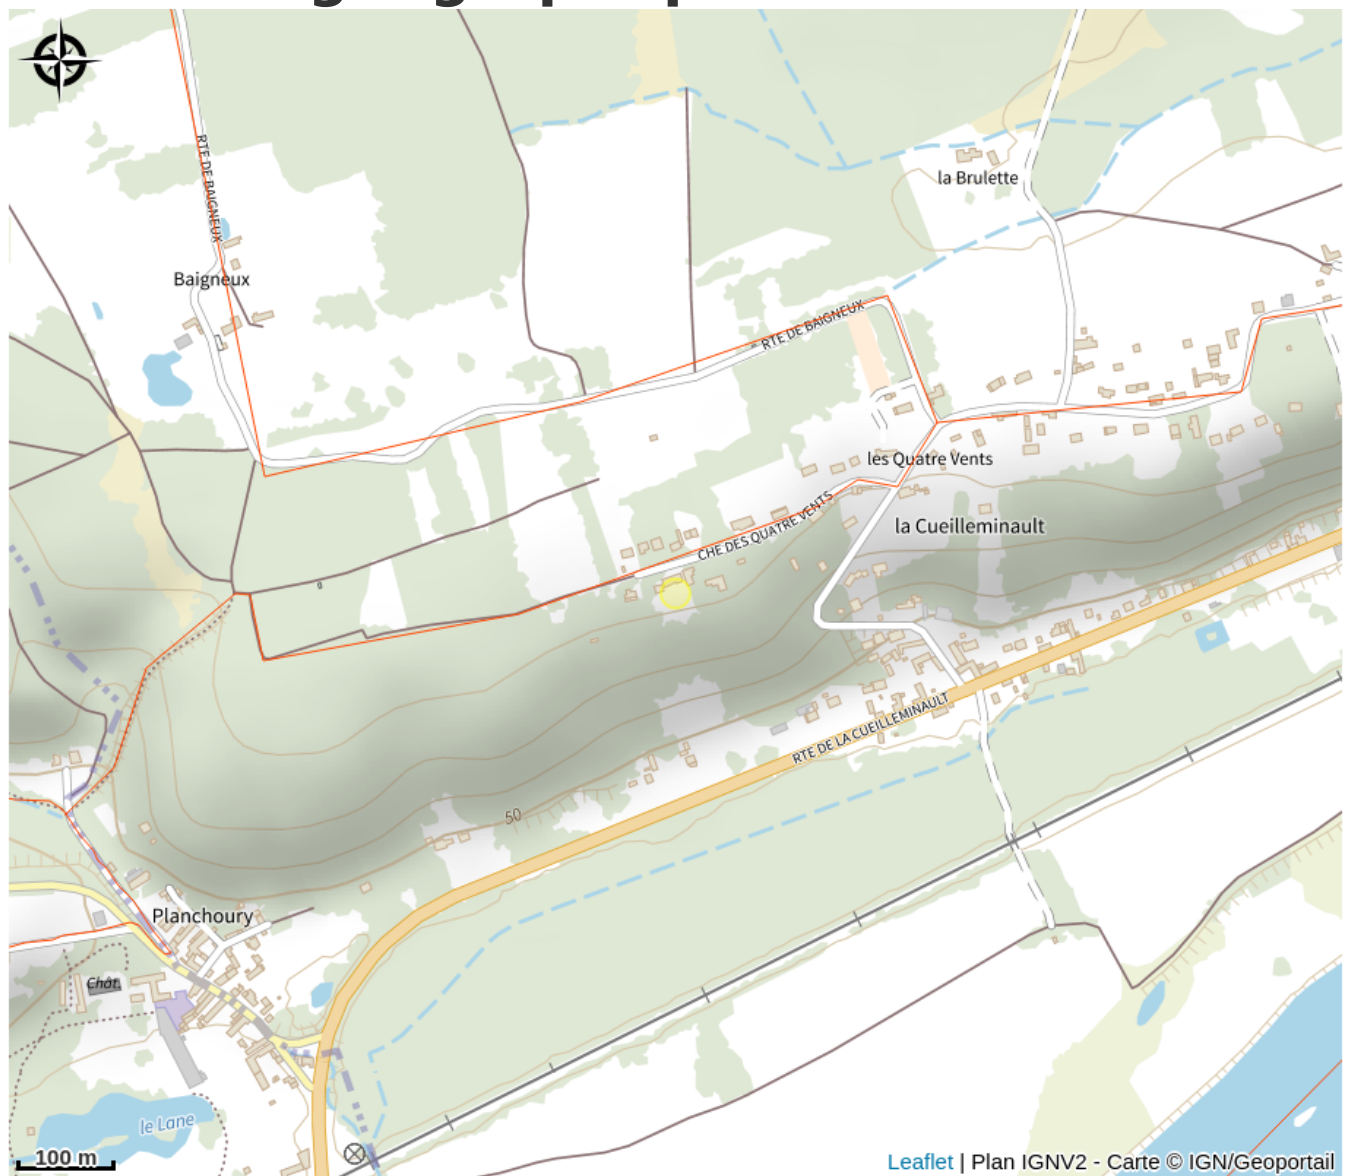 RTE DE BAIGNEUX
la Brulette
Baigneux
RTE DE BAIGNEUX
les Quatre Vents
CHE DES QUATRE VENTS
la Cueilleminault
RTE DE LA CUEILLEMINAULT
50
Planchoury
Chât.
le Lane
100 m
Leaflet | Plan IGNV2 - Carte © IGN/Geoportail